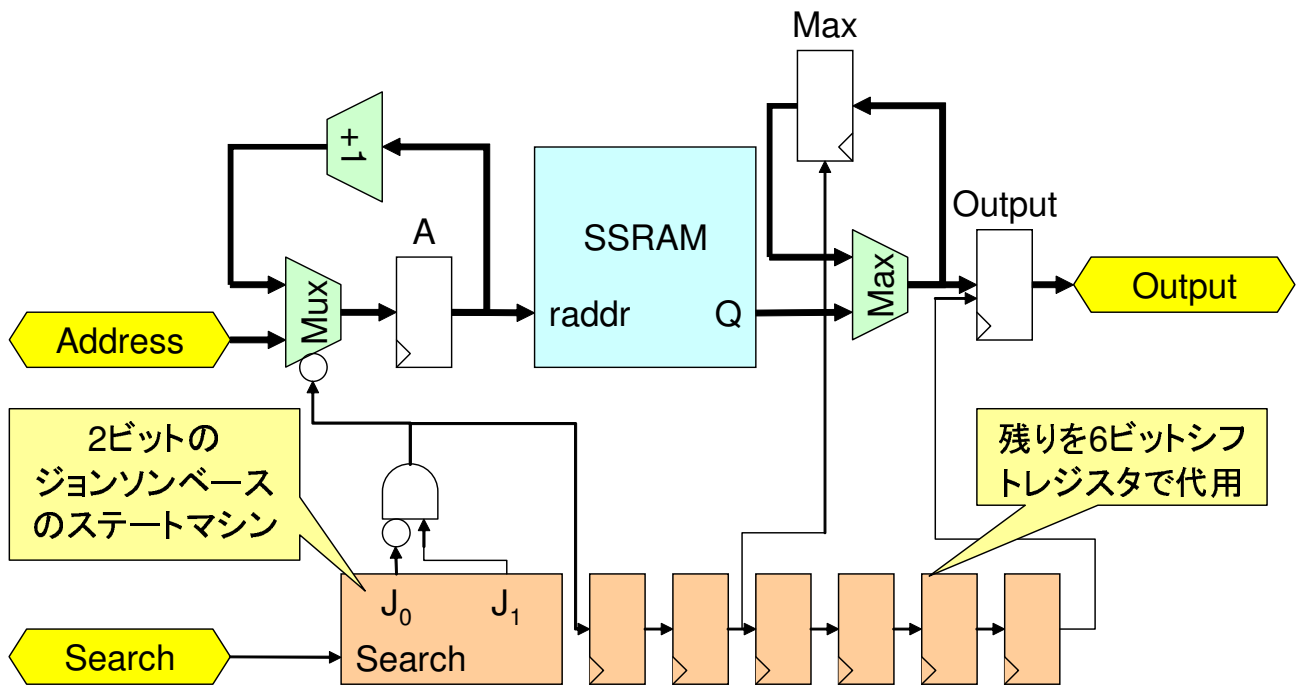 Max
+1
A
SSRAM
Output
Mux
raddr
Q
Max
Output
Address
2ビットの
ジョンソンベース
のステートマシン
残りを6ビットシフ
トレジスタで代用
J0
J1
Search
Search